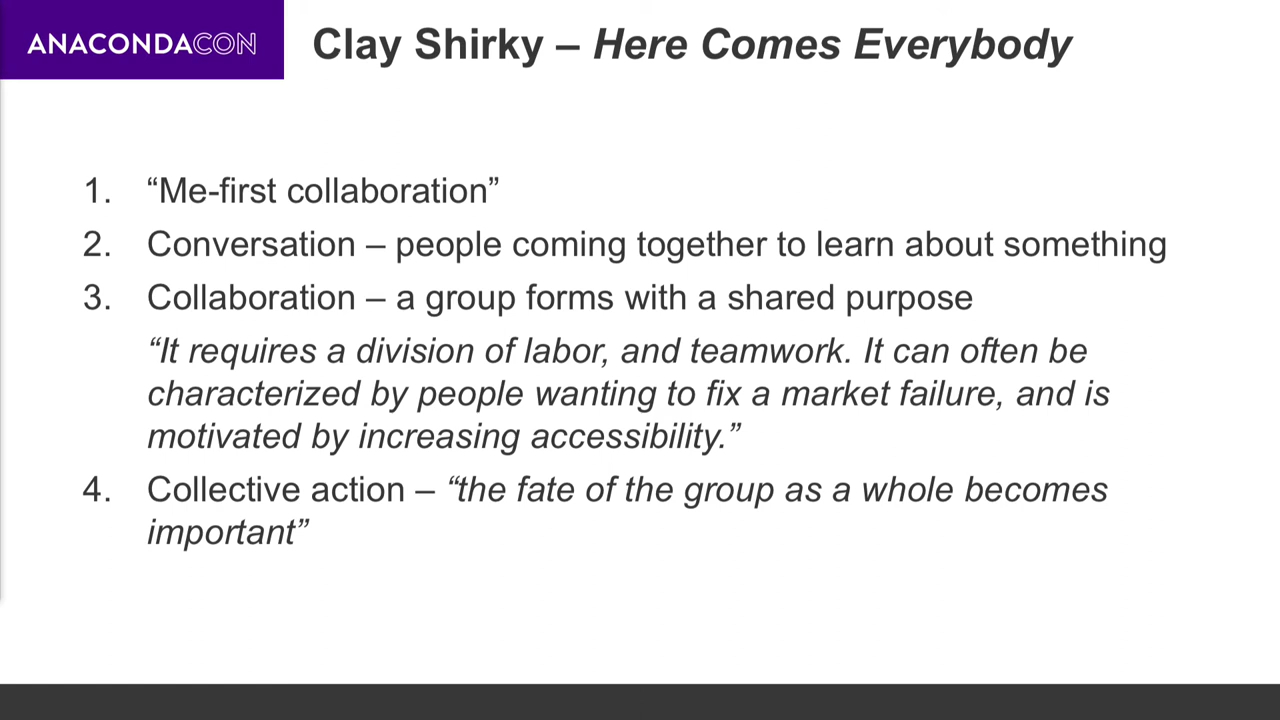 ANACONDACON
Clay Shirky – Here Comes Everybody
1. “Me-first collaboration”
2. Conversation – people coming together to learn about something
3. Collaboration – a group forms with a shared purpose
“It requires a division of labor, and teamwork. It can often be
characterized by people wanting to fix a market failure, and is
motivated by increasing accessibility.”
4. Collective action – “the fate of the group as a whole becomes
important”